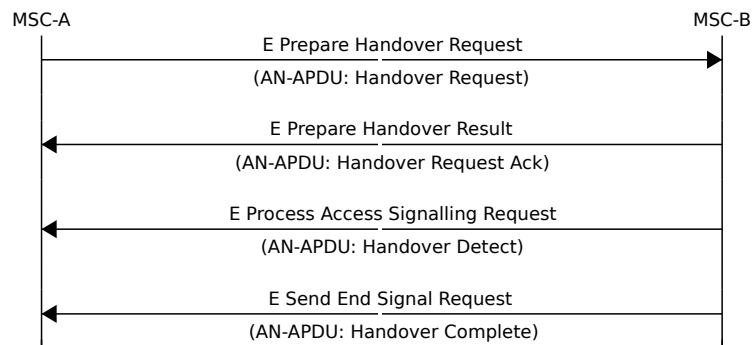 MSC-A
MSC-B
E Prepare Handover Request
(AN-APDU: Handover Request)
E Prepare Handover Result
(AN-APDU: Handover Request Ack)
E Process Access Signalling Request
(AN-APDU: Handover Detect)
E Send End Signal Request
(AN-APDU: Handover Complete)